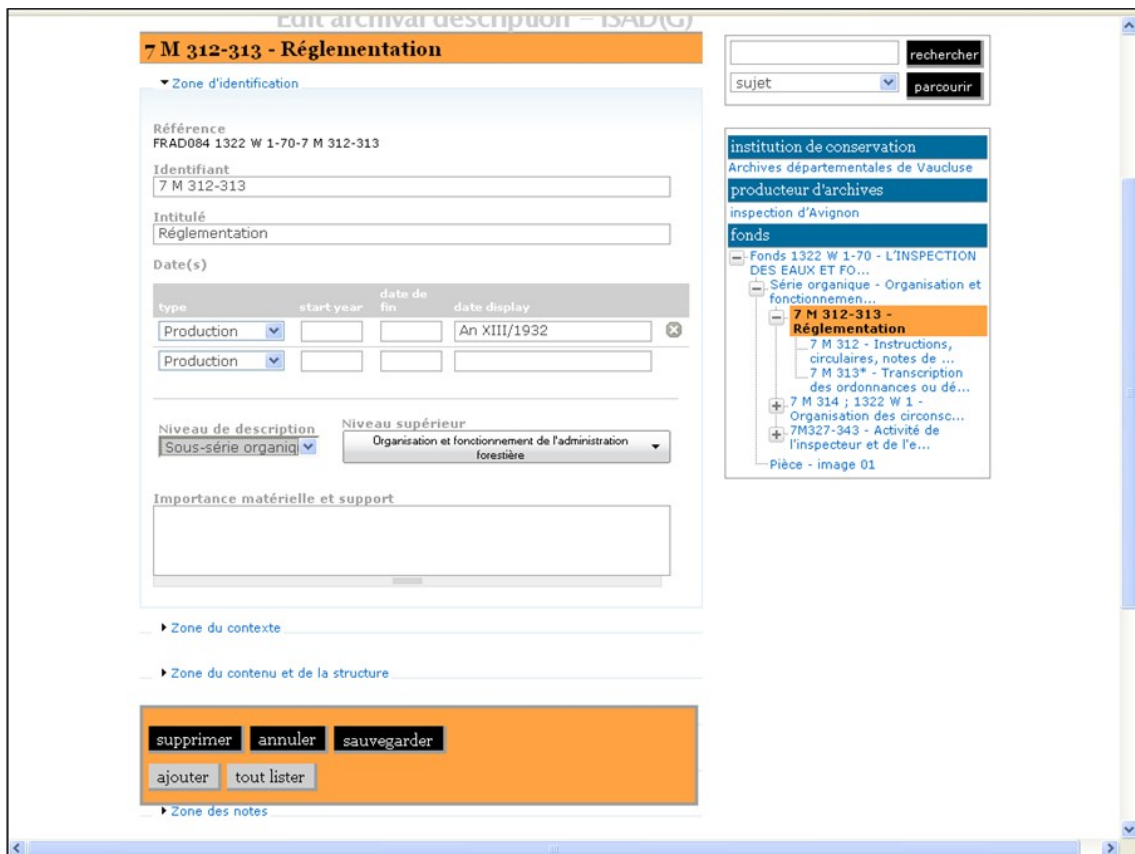 Edit archival description – ISAD(G)
7 M 312-313 - Réglementation
Zone d'identification
Référence
FRAD084 1322 W 1-70-7 M 312-313
Identifiant
7 M 312-313
Intitulé
Réglementation
Date(s)
type start year date de fin date display
Production An XIII/1932
Production
Niveau de description Niveau supérieur
Sous-série organiq Organisation et fonctionnement de l'administration
forestière
Importance matérielle et support
Zone du contexte
Zone du contenu et de la structure
supprimer annuler sauvegarder
ajouter tout lister
Zone des notes
rechercher
sujet parcourir
institution de conservation
Archives départementales de Vaucluse
producteur d'archives
inspection d'Avignon
fonds
Fonds 1322 W 1-70 - L'INSPECTION
DES EAUX ET FO...
Série organique - Organisation et
fonctionnemen...
7 M 312-313 -
Réglementation
7 M 312 - Instructions,
circulaires, notes de ...
7 M 313* - Transcription
des ordonnances ou dé...
7 M 314 ; 1322 W 1 -
Organisation des circonsc...
7M327-343 - Activité de
l'inspecteur et de l'e...
Pièce - image 01